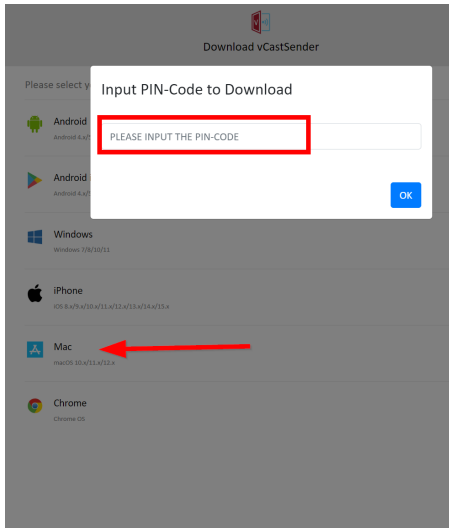 Download vCastSender
Please select y
Input PIN-Code to Download
PLEASE INPUT THE PIN-CODE
OK
Android
Android 4.x/5
Android
Android 4.x/5
Windows
Windows 7/8/10/11
iPhone
iOS 8.x/9.x/10.x/11.x/12.x/13.x/14.x/15.x
Mac
macOS 10.x/11.x/12.x
Chrome
Chrome OS